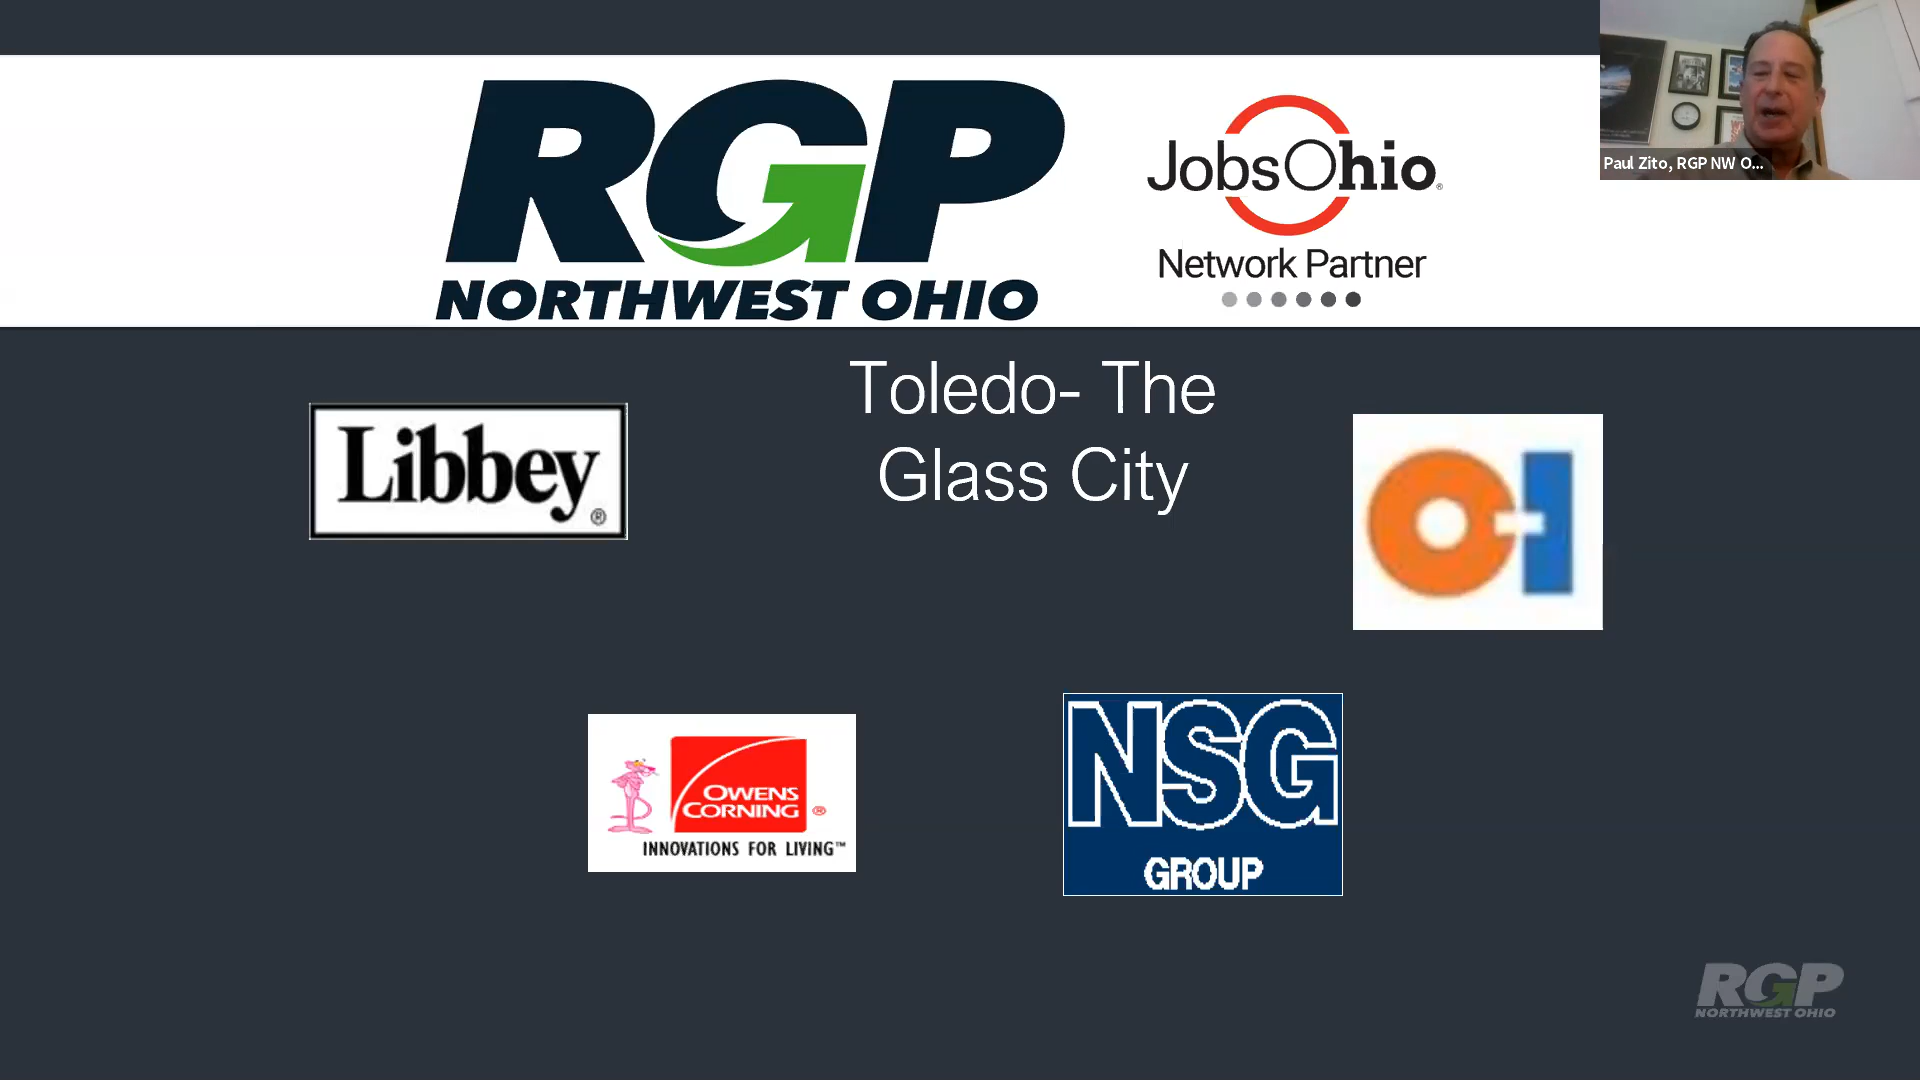 RGP
NORTHWEST OHIO
JobsOhio®
Network Partner
Paul Zito, RGP NW O...
Toledo- The
Glass City
Libbey®
O-I
OWENS
CORNING®
INNOVATIONS FOR LIVING™
NSG
GROUP
RGP
NORTHWEST OHIO